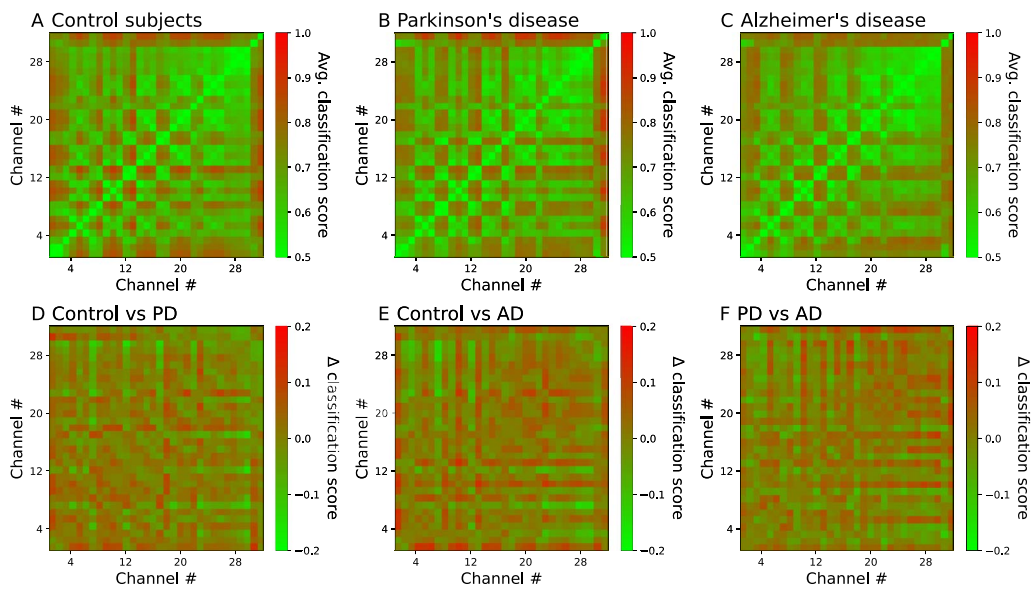 A Control subjects
B Parkinson's disease
C Alzheimer's disease
Channel #
28
20
12
4
4 12 20 28
Channel #
1.0
0.9
0.8
0.7
0.6
0.5
Avg. classification score
Channel #
28
20
12
4
4 12 20 28
Channel #
1.0
0.9
0.8
0.7
0.6
0.5
Avg. classification score
Channel #
28
20
12
4
4 12 20 28
Channel #
1.0
0.9
0.8
0.7
0.6
0.5
Avg. classification score
D Control vs PD
E Control vs AD
F PD vs AD
Channel #
28
20
12
4
4 12 20 28
Channel #
0.2
0.1
0.0
−0.1
−0.2
Δ classification score
Channel #
28
20
12
4
4 12 20 28
Channel #
0.2
0.1
0.0
−0.1
−0.2
Δ classification score
Channel #
28
20
12
4
4 12 20 28
Channel #
0.2
0.1
0.0
−0.1
−0.2
Δ classification score